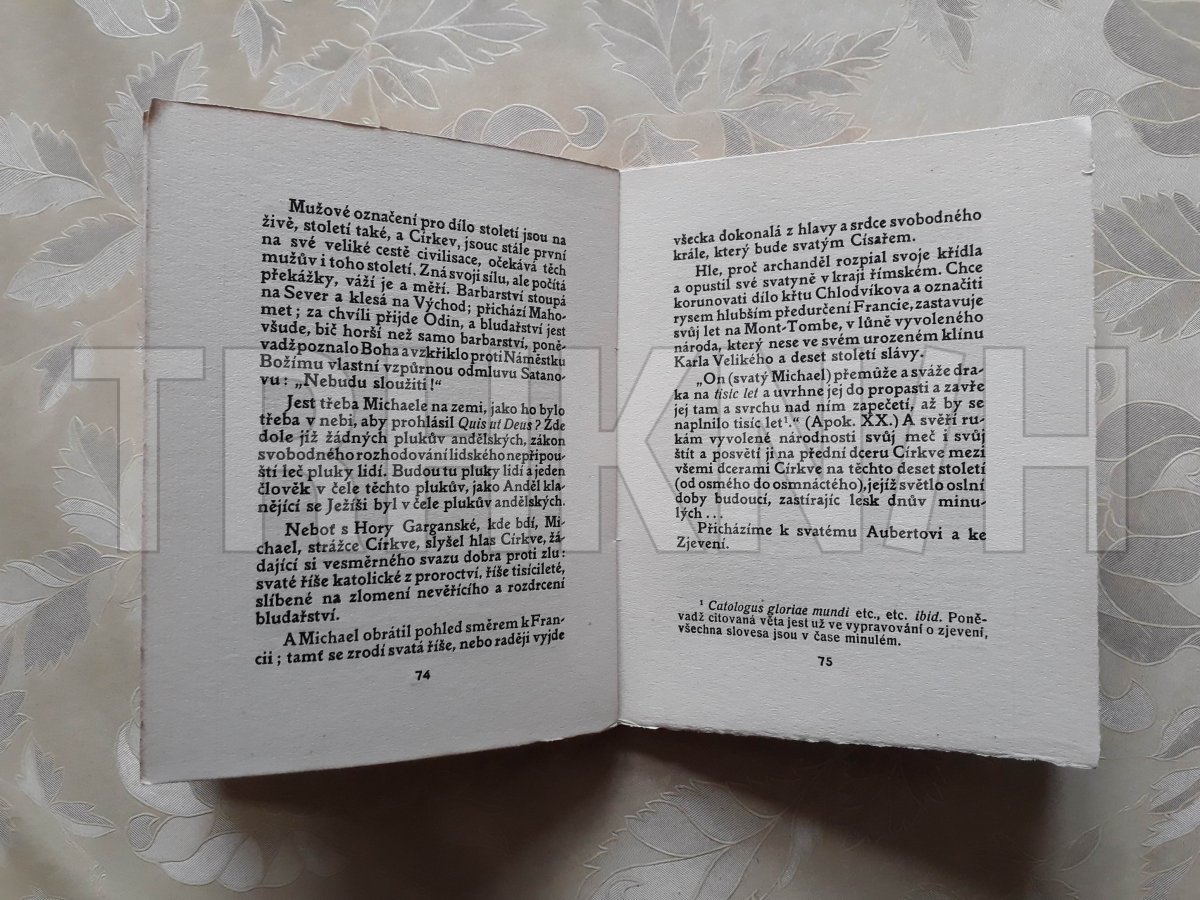 Mužové označení pro dílo století jsou na
živě, století také, a Církev, jsouc stále první
na své veliké cestě civilisace, očekává těch
mužův i toho století. Zná svoji sílu, ale počítá
překážky, váží je a měří. Barbarství stoupá
na Sever a klesá na Východ; přichází Maho-
met; za chvíli přijde Odin, a bludařství jest
všude, bič horší než samo barbarství, poně-
vadž poznalo Boha a vzkřiklo proti Náměstku
Božímu vlastní vzpůrnou odmluvu Satano-
vu: „Nebudu sloužiti!“
Jest třeba Michaele na zemi, jako ho bylo
třeba v nebi, aby prohlásil Quis ut Deus? Zde
dole již žádných plukův andělských, zákon
svobodného rozhodování lidského nepřipou-
ští leč pluky lidí. Budou tu pluky lidí a jeden
člověk v čele těchto plukův, jako Anděl kla-
nějící se Ježíši byl v čele plukův andělských.
Neboť s Hory Garganské, kde bdí, Mi-
chael, strážce Církve, slyšel hlas Církve, žá-
dající si vesměrného svazu dobra proti zlu:
svaté říše katolické z proroctví, říše tisícileté,
slíbené na zlomení nevěřícího a rozdrcení
bludařství.
A Michael obrátil pohled směrem k Fran-
cii; tamť se zrodí svatá říše, nebo raději vyjde
74
všecka dokonalá z hlavy a srdce svobodného
krále, který bude svatým Císařem.
Hle, proč archanděl rozpial svoje křídla
a opustil své svatyně v kraji římském. Chce
korunovati dílo křtu Chlodvíkova a označiti
rysem hlubším předurčení Francie, zastavuje
svůj let na Mont-Tombe, v lůně vyvoleného
národa, který nese ve svém urozeném klínu
Karla Velikého a deset století slávy.
„On (svatý Michael) přemůže a sváže dra-
ka na tisíc let a uvrhne jej do propasti a zavře
jej tam a svrchu nad ním zapečetí, až by se
naplnilo tisíc let¹.“ (Apok. XX.) A svěří ru-
kám vyvolené národnosti svůj meč i svůj
štít a posvětí ji na přední dceru Církve mezi
všemi dcerami Církve na těchto deset století
(od osmého do osmnáctého), jejíž světlo oslní
doby budoucí, zastírajíc lesk dnův minu-
lých...
Přicházíme k svatému Aubertovi a ke
Zjevení.
¹ Catologus gloriae mundi etc., etc. ibid. Poně-
vadž citovaná věta jest už ve vypravování o zjevení,
všechna slovesa jsou v čase minulém.
75